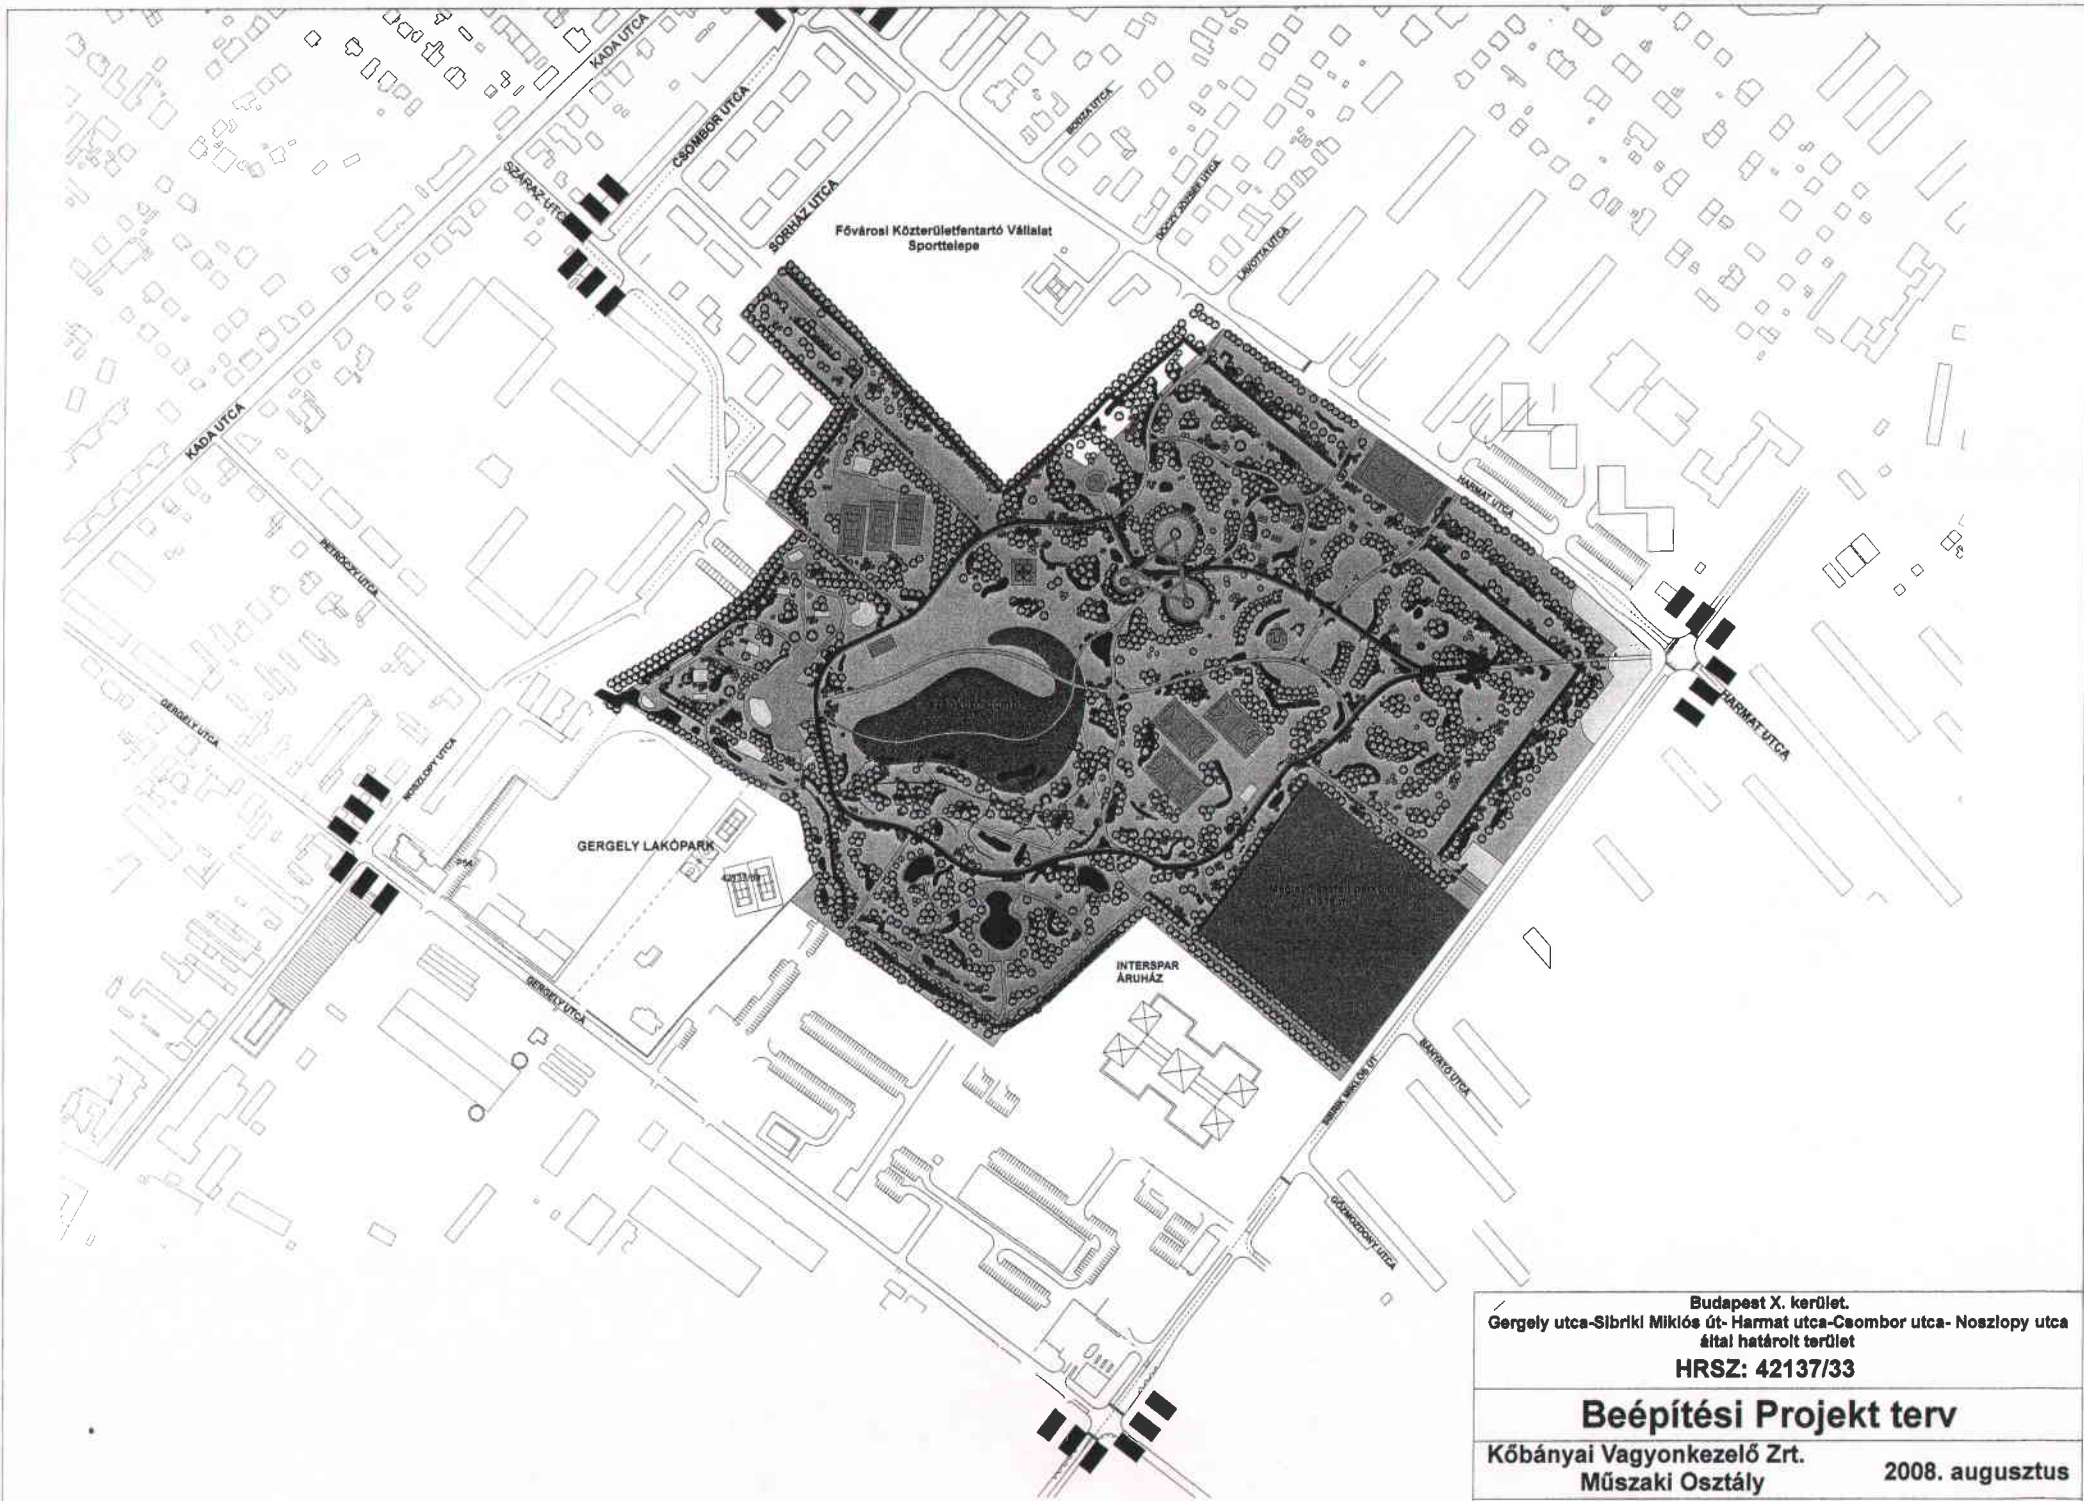 KADA UTCA
CSOMBOR UTCA
SZÁRAZ UTCA
SORHÁZ UTCA
BODZA UTCA
DÓCZY JÓZSEF UTCA
LAVOTTA UTCA
Fővárosi Közterületfentartó Vállalat
Sporttelepe
KADA UTCA
PETRŐCZY UTCA
HARMAT UTCA
GERGELY UTCA
NOSZLOPY UTCA
HARMAT UTCA
GERGELY LAKÓPARK
GERGELY UTCA
INTERSPAR
ÁRUHÁZ
SIBRIK MIKLÓS ÚT
BÁNYATÓ UTCA
GŐZMOZDONY UTCA
Budapest X. kerület.
Gergely utca-Sibriki Miklós út- Harmat utca-Csombor utca- Noszlopy utca
által határolt terület
HRSZ: 42137/33
Beépítési Projekt terv
Kőbányai Vagyonkezelő Zrt.
Műszaki Osztály
2008. augusztus